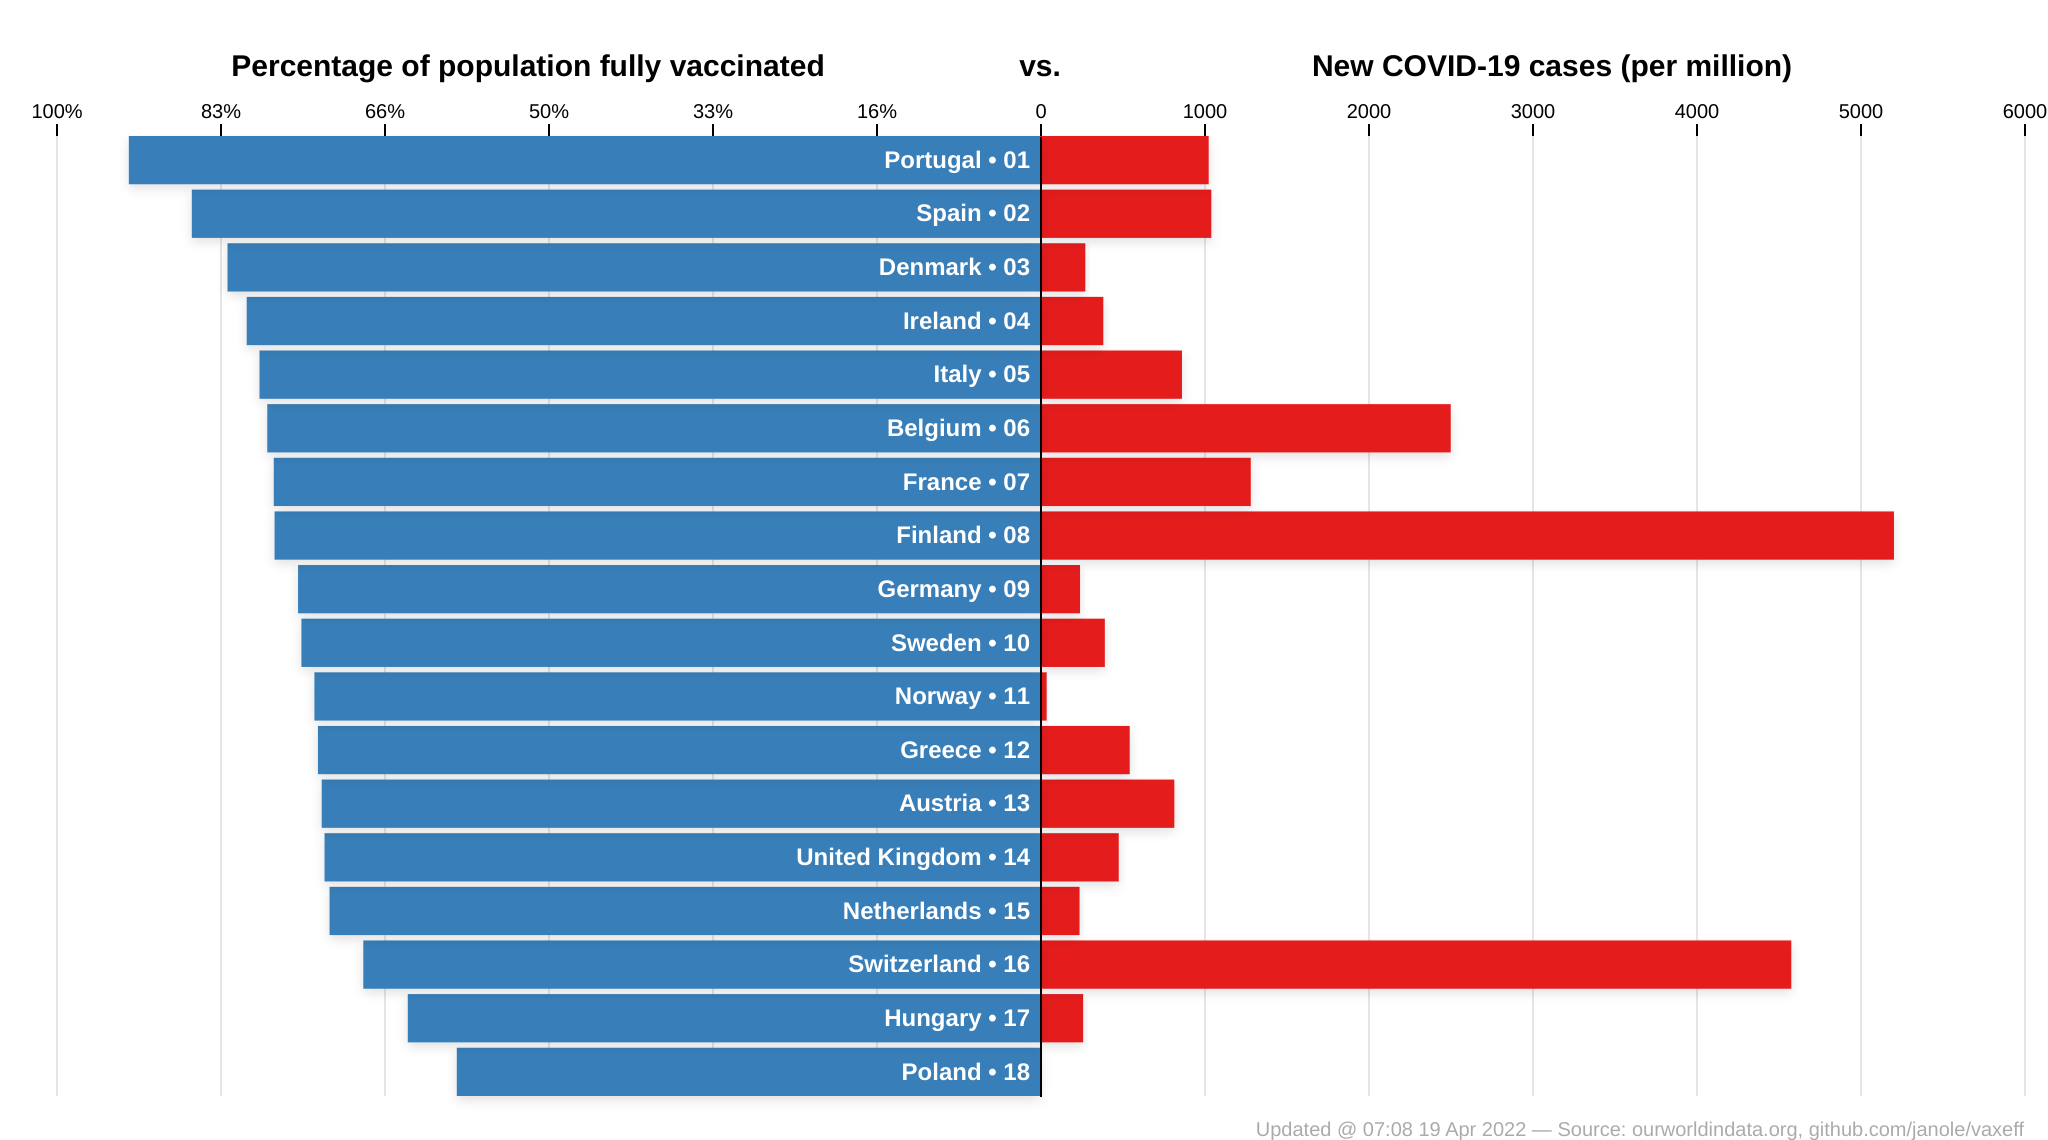 Percentage of population fully vaccinated vs. New COVID-19 cases (per million)
100% 83% 66% 50% 33% 16% 0 1000 2000 3000 4000 5000 6000
Portugal • 01
Spain • 02
Denmark • 03
Ireland • 04
Italy • 05
Belgium • 06
France • 07
Finland • 08
Germany • 09
Sweden • 10
Norway • 11
Greece • 12
Austria • 13
United Kingdom • 14
Netherlands • 15
Switzerland • 16
Hungary • 17
Poland • 18
Updated @ 07:08 19 Apr 2022 — Source: ourworldindata.org, github.com/janole/vaxeff